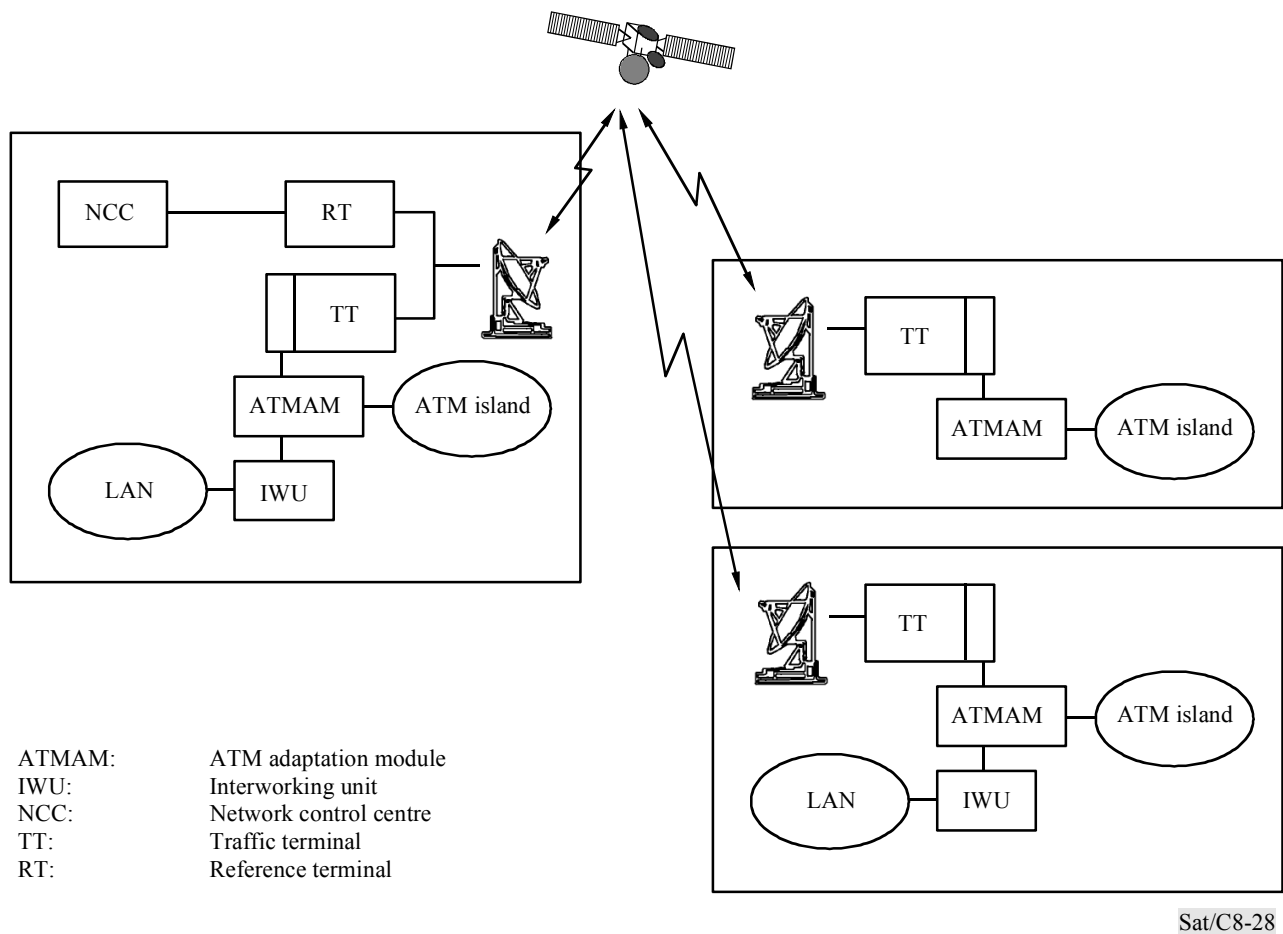 NCC
RT
TT
ATMAM
ATM island
LAN
IWU
TT
ATMAM
ATM island
TT
ATMAM
ATM island
LAN
IWU
ATMAM: ATM adaptation module
IWU: Interworking unit
NCC: Network control centre
TT: Traffic terminal
RT: Reference terminal
Sat/C8-28